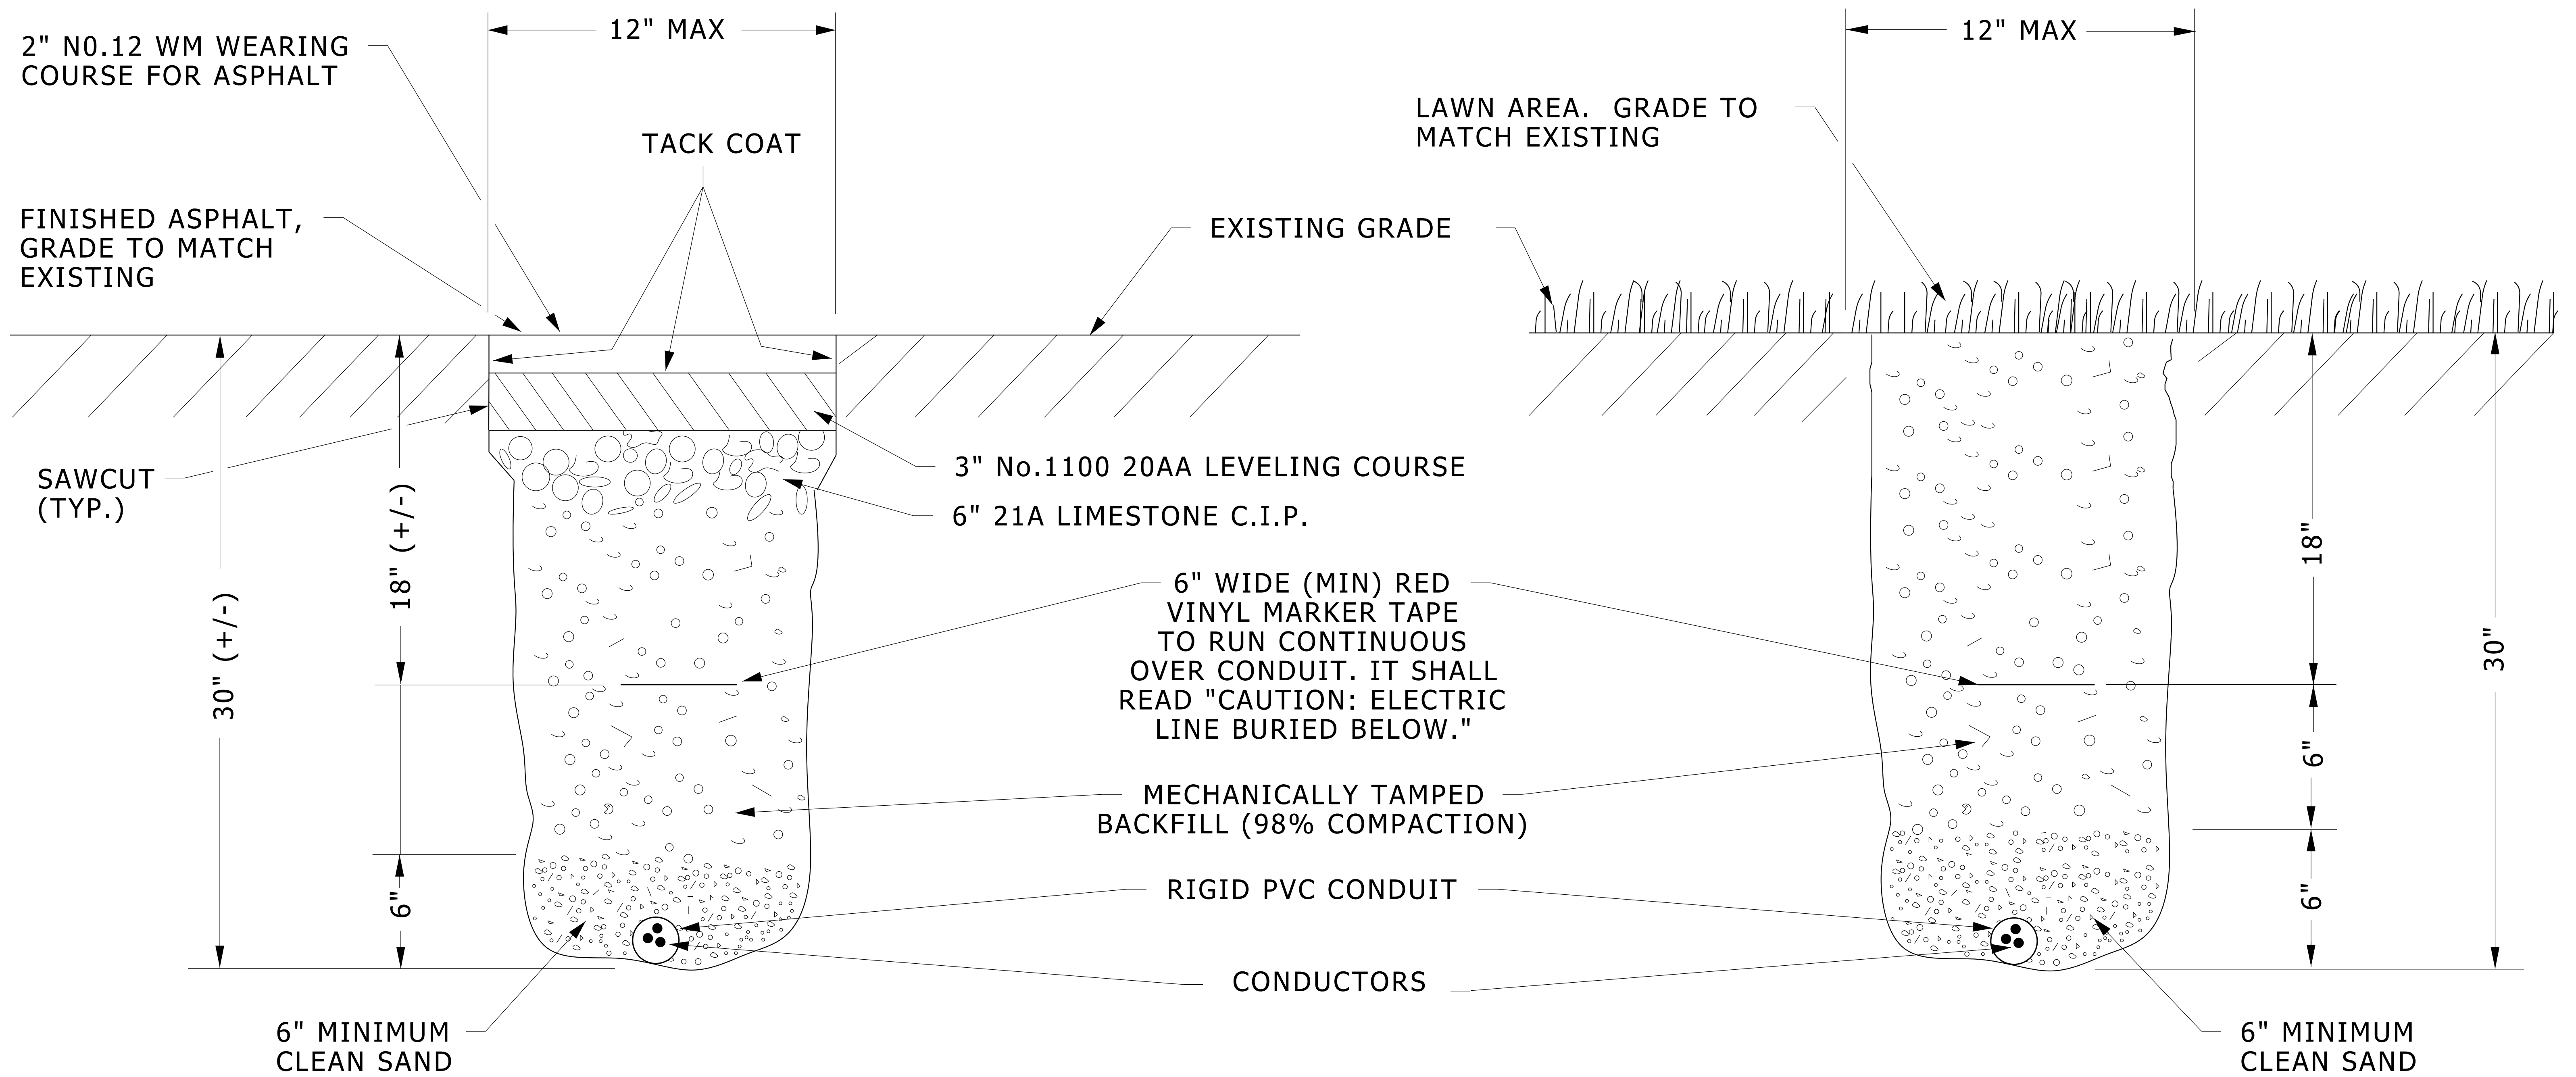 12" MAX
2" N0.12 WM WEARING
COURSE FOR ASPHALT
TACK COAT
FINISHED ASPHALT,
GRADE TO MATCH
EXISTING
SAWCUT
(TYP.)
30" (+/-)
18" (+/-)
6"
6" MINIMUM
CLEAN SAND
EXISTING GRADE
3" No.1100 20AA LEVELING COURSE
6" 21A LIMESTONE C.I.P.
6" WIDE (MIN) RED
VINYL MARKER TAPE
TO RUN CONTINUOUS
OVER CONDUIT. IT SHALL
READ "CAUTION: ELECTRIC
LINE BURIED BELOW."
MECHANICALLY TAMPED
BACKFILL (98% COMPACTION)
RIGID PVC CONDUIT
CONDUCTORS
12" MAX
LAWN AREA. GRADE TO
MATCH EXISTING
18"
30"
6"
6"
6" MINIMUM
CLEAN SAND